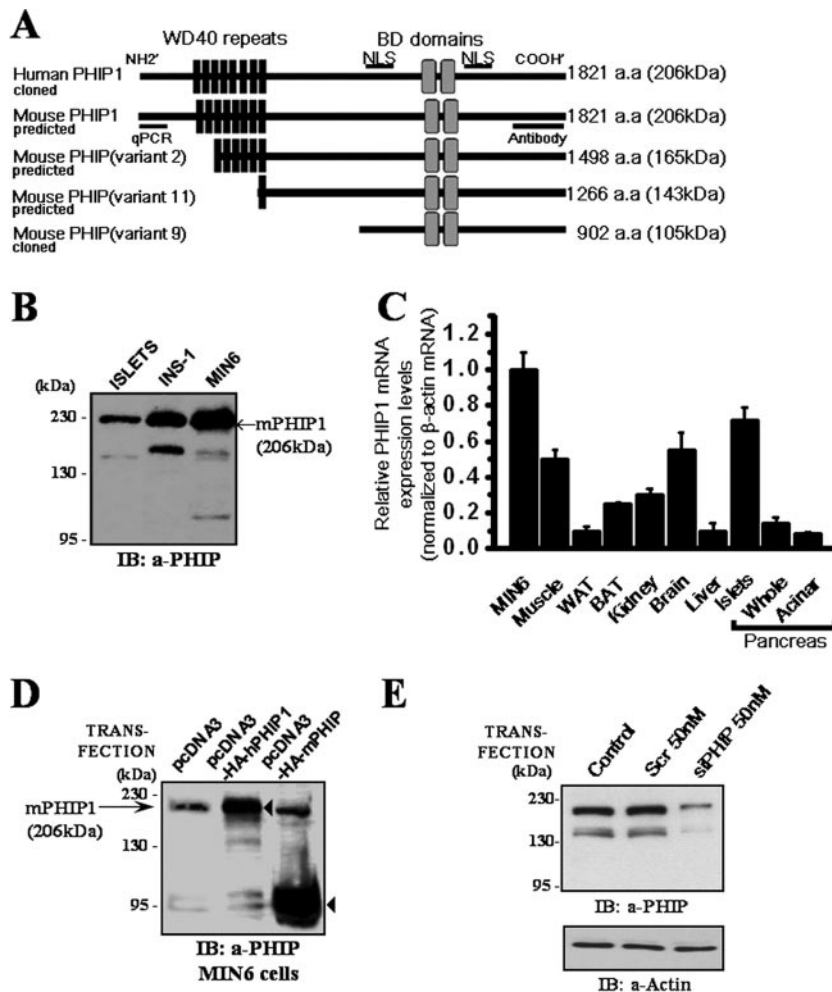 A
WD40 repeats
BD domains
NH2'
NLS
NLS
COOH'
Human PHIP1
cloned
1821 a.a (206kDa)
Mouse PHIP1
predicted
1821 a.a (206kDa)
qPCR
Antibody
Mouse PHIP(variant 2)
predicted
1498 a.a (165kDa)
Mouse PHIP(variant 11)
predicted
1266 a.a (143kDa)
Mouse PHIP(variant 9)
cloned
902 a.a (105kDa)
B
ISLETS
INS-1
MIN6
(kDa)
230 -
130 -
95 -
mPHIP1
(206kDa)
IB: a-PHIP
C
Relative PHIP1 mRNA
expression levels
(normalized to β-actin mRNA)
1.2
1.0
0.8
0.6
0.4
0.2
0.0
MIN6
Muscle
WAT
BAT
Kidney
Brain
Liver
Islets
Whole
Acinar
Pancreas
D
TRANS-
FECTION
(kDa)
pcDNA3
pcDNA3
-HA-hPHIP1
pcDNA3
-HA-mPHIP
230 -
130 -
95 -
mPHIP1
(206kDa)
IB: a-PHIP
MIN6 cells
E
TRANS-
FECTION
(kDa)
Control
Scr 50nM
siPHIP 50nM
230-
130 -
95 -
IB: a-PHIP
IB: a-Actin